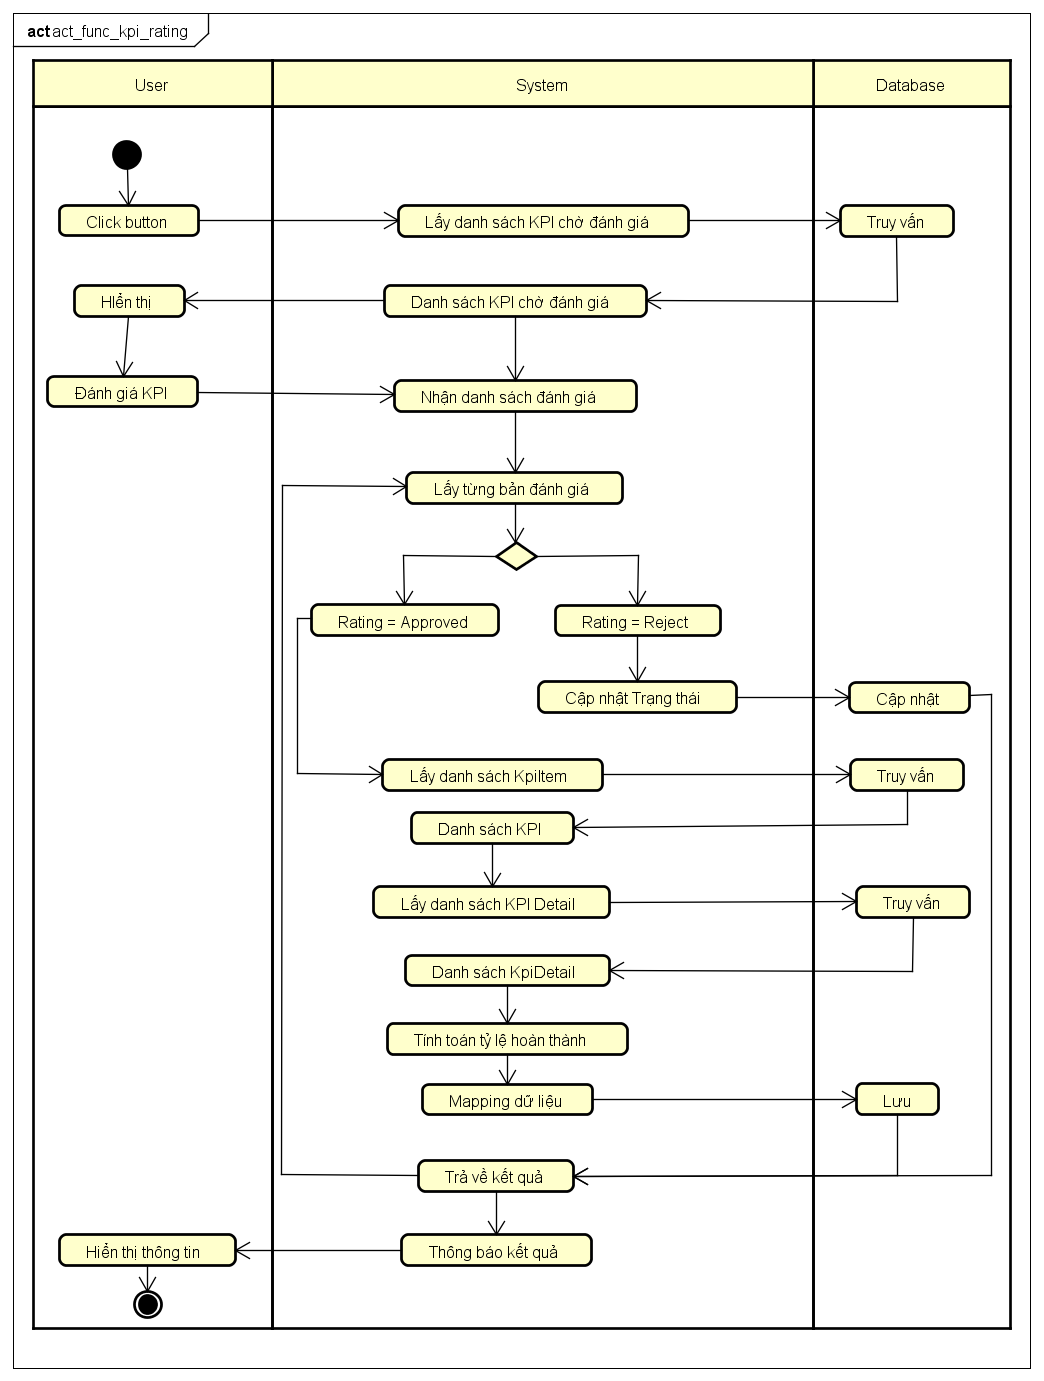 act act_func_kpi_rating
User
System
Database
Click button
Lấy danh sách KPI chờ đánh giá
Truy vấn
HIển thị
Danh sách KPI chờ đánh giá
Đánh giá KPI
Nhận danh sách đánh giá
Lấy từng bản đánh giá
Rating = Approved
Rating = Reject
Cập nhật Trạng thái
Cập nhật
Lấy danh sách KpiItem
Truy vấn
Danh sách KPI
Lấy danh sách KPI Detail
Truy vấn
Danh sách KpiDetail
Tính toán tỷ lệ hoàn thành
Mapping dữ liệu
Lưu
Trả về kết quả
Thông báo kết quả
Hiển thị thông tin